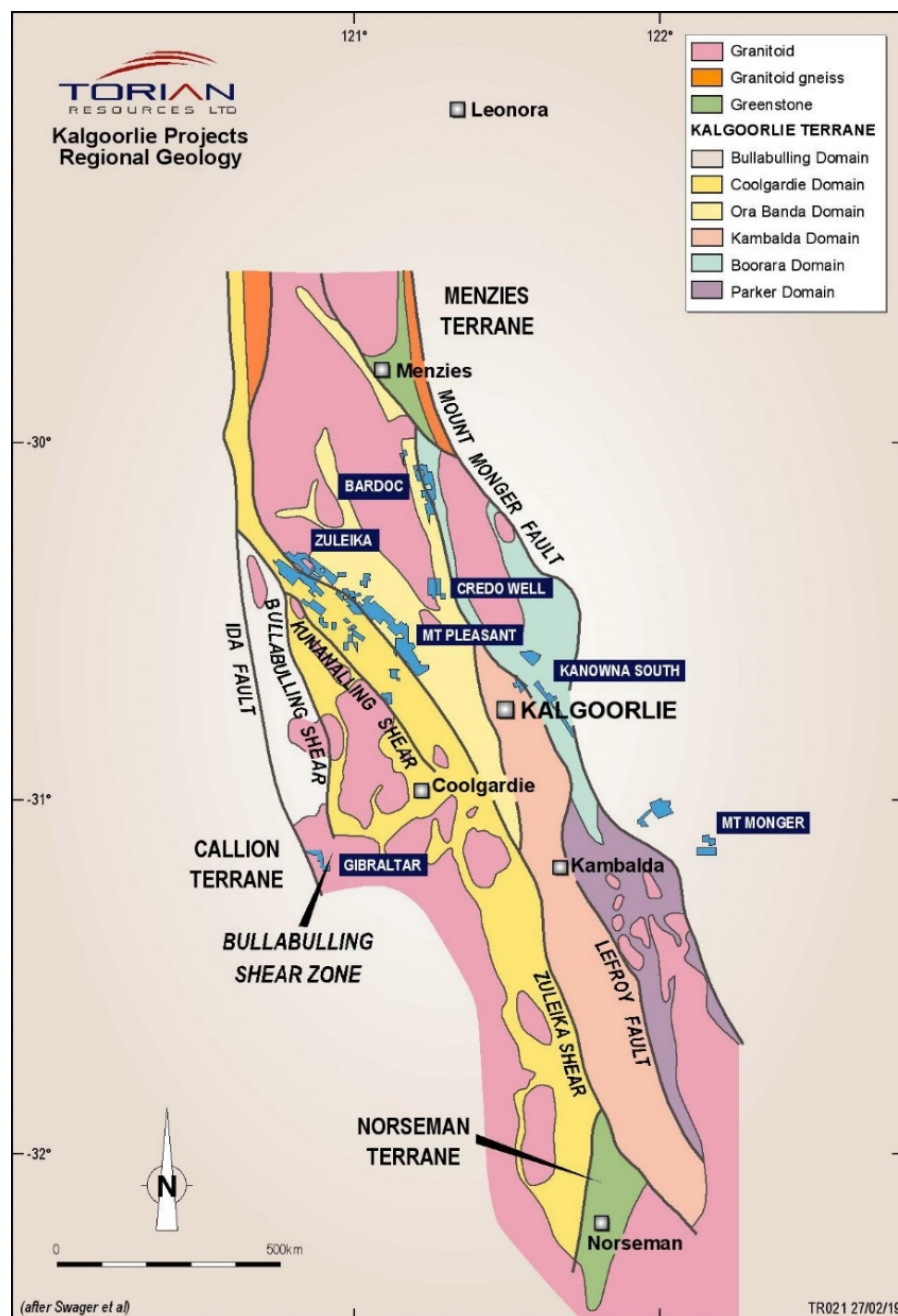 121°
122°
TORIAN
RESOURCES LTD
Kalgoorlie Projects
Regional Geology
Granitoid
Granitoid gneiss
Greenstone
KALGOORLIE TERRANE
Bullabulling Domain
Coolgardie Domain
Ora Banda Domain
Kambalda Domain
Boorara Domain
Parker Domain
Leonora
MENZIES
TERRANE
Menzies
MOUNT MONGER FAULT
-30°
BARDOC
ZULEIKA
CREDO WELL
MT PLEASANT
KANOWNA SOUTH
IDA FAULT
BULLABULLING SHEAR
KUNANALLING SHEAR
KALGOORLIE
Coolgardie
-31°
MT MONGER
CALLION
TERRANE
GIBRALTAR
Kambalda
BULLABULLING
SHEAR ZONE
LEFROY FAULT
ZULEIKA SHEAR
NORSEMAN
TERRANE
-32°
N
Norseman
0
500km
(after Swager et al)
TR021 27/02/19